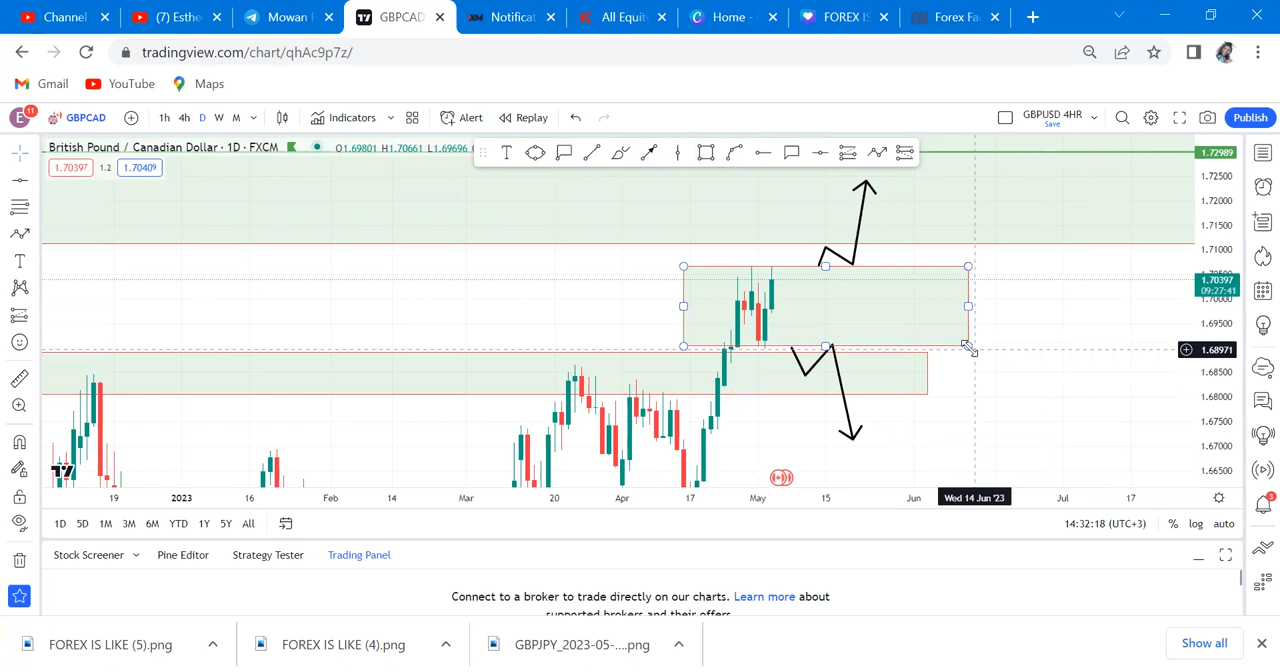 Channel
(7) Esthe
Mowan F
GBPCAD
Notificat
All Equity
Home -
FOREX IS
Forex Fa
tradingview.com/chart/qhAc9p7z/
Gmail
YouTube
Maps
E
11
GBPCAD
1h
4h
D
W
M
Indicators
Alert
Replay
GBPUSD 4HR
Save
Publish
British Pound / Canadian Dollar · 1D · FXCM
O1.69801 H1.70661 L1.69696
1.70397
1.2
1.70409
1.72989
1.72500
1.72000
1.71500
1.71000
1.70397
09:27:41
1.70000
1.69500
1.68971
1.68500
1.68000
1.67500
1.67000
1.66500
19
2023
16
Feb
14
Mar
20
Apr
17
May
15
Jun
Wed 14 Jun '23
Jul
17
1D
5D
1M
3M
6M
YTD
1Y
5Y
All
14:32:18 (UTC+3)
%
log
auto
Stock Screener
Pine Editor
Strategy Tester
Trading Panel
3
Connect to a broker to trade directly on our charts. Learn more about
supported brokers and their offers.
FOREX IS LIKE (5).png
FOREX IS LIKE (4).png
GBPJPY_2023-05-....png
Show all